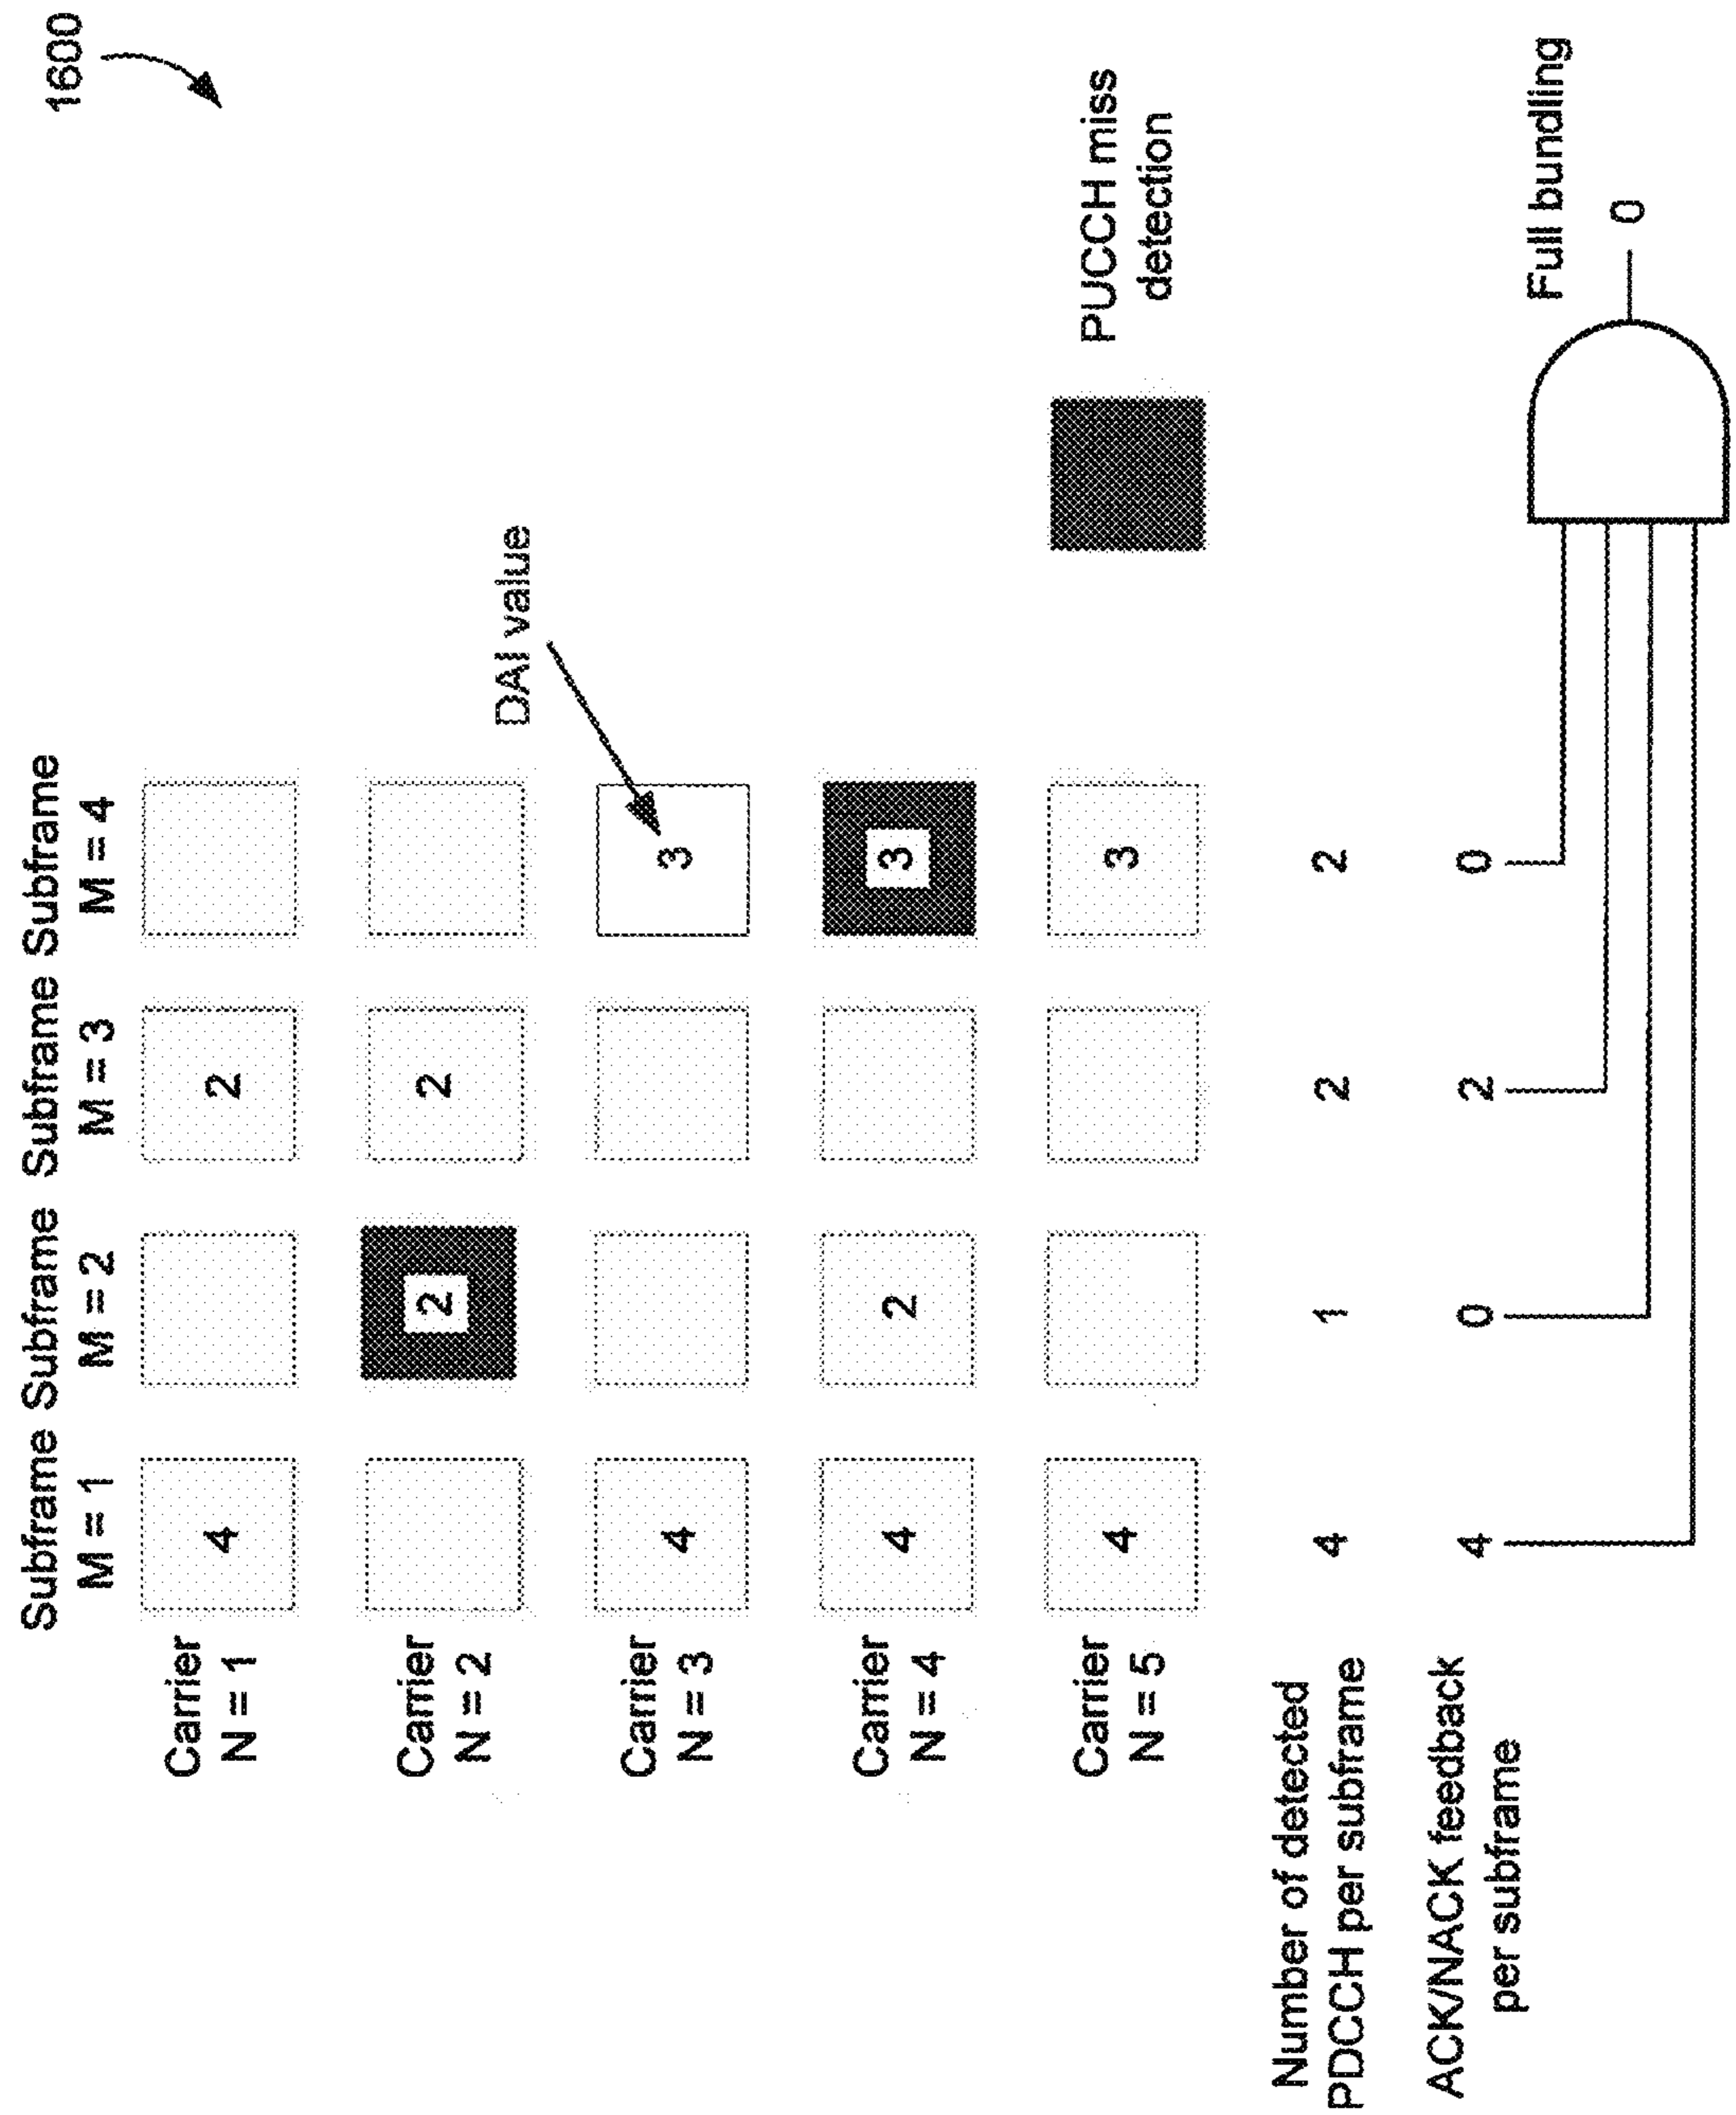 1600
Subframe Subframe Subframe Subframe
M = 1 M = 2 M = 3 M = 4
Carrier
N = 1
4 2
Carrier
N = 2
2 2
DAI value
Carrier
N = 3
4 3
Carrier
N = 4
4 2 3
Carrier
N = 5
4 3
PUCCH miss
detection
Number of detected
PDCCH per subframe
4 1 2 2
ACK/NACK feedback
per subframe
4 0 2 0
Full bundling
0